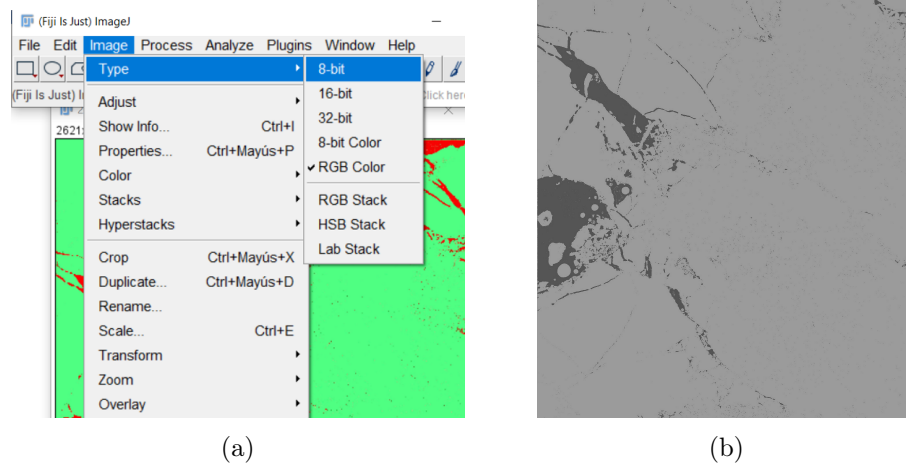 (Fiji Is Just) ImageJ
File Edit Image Process Analyze Plugins Window Help
Type
8-bit
(Fiji Is Just)
Click here
16-bit
2621
Adjust
32-bit
Show Info... Ctrl+I
8-bit Color
Properties... Ctrl+Mayús+P
✓ RGB Color
Color
Stacks
RGB Stack
Hyperstacks
HSB Stack
Lab Stack
Crop Ctrl+Mayús+X
Duplicate... Ctrl+Mayús+D
Rename...
Scale... Ctrl+E
Transform
Zoom
Overlay
(a) (b)